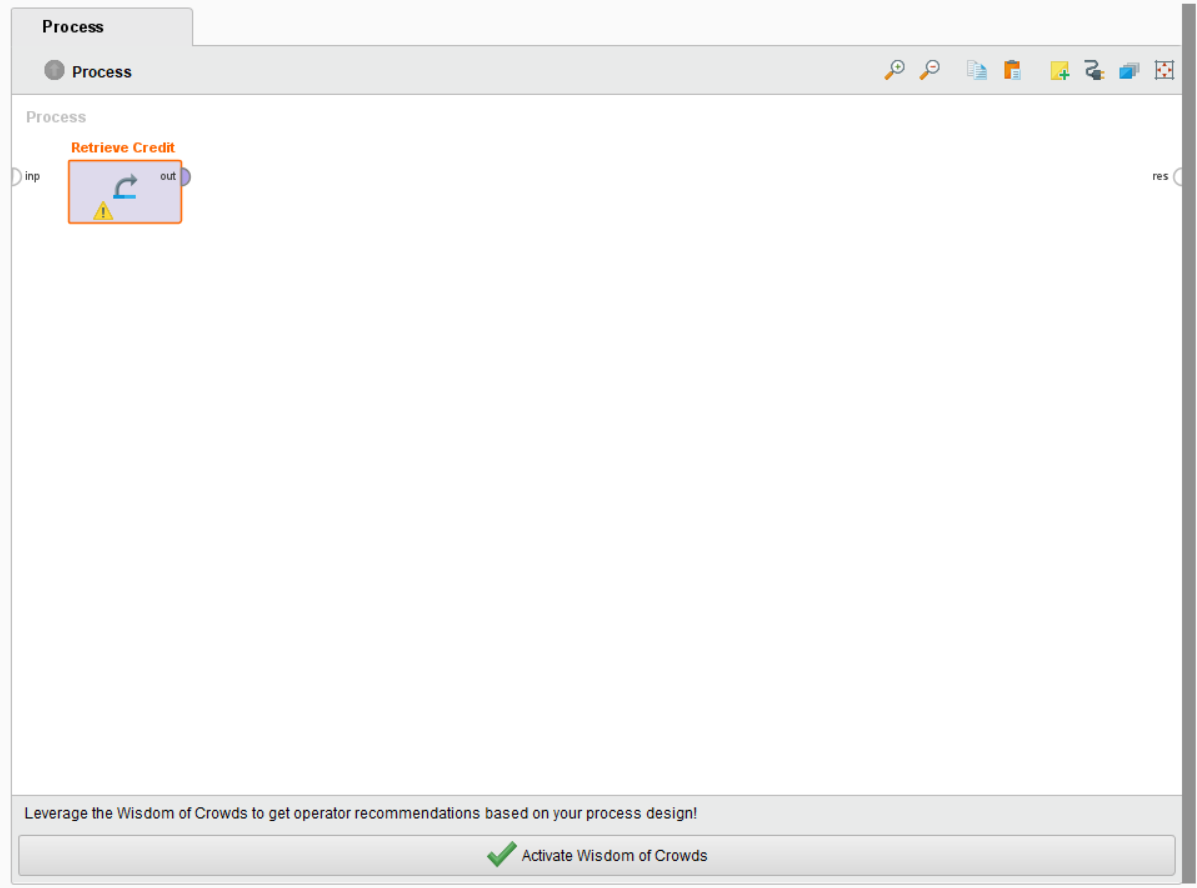 Process
Process
Process
Retrieve Credit
inp
out
res
Leverage the Wisdom of Crowds to get operator recommendations based on your process design!
Activate Wisdom of Crowds